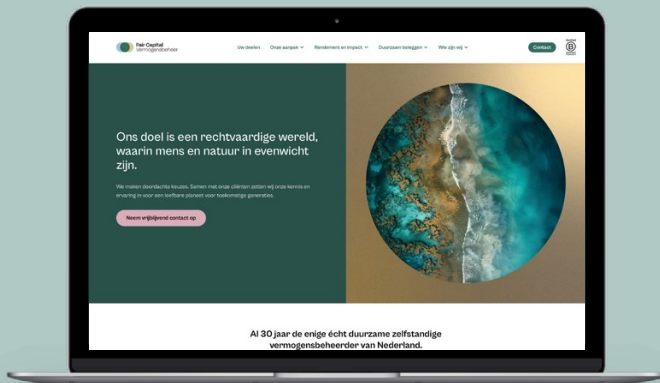 Fair Capital
Vermogensbeheer
Uw doelen
Onze aanpak
Rendement en impact
Duurzaam beleggen
Wie zijn wij
Contact
B
Ons doel is een rechtvaardige wereld,
waarin mens en natuur in evenwicht
zijn.
We maken doordachte keuzes. Samen met onze cliënten zetten wij onze kennis en
ervaring in voor een leefbare planeet voor toekomstige generaties.
Neem vrijblijvend contact op
Al 30 jaar de enige écht duurzame zelfstandige
vermogensbeheerder van Nederland.